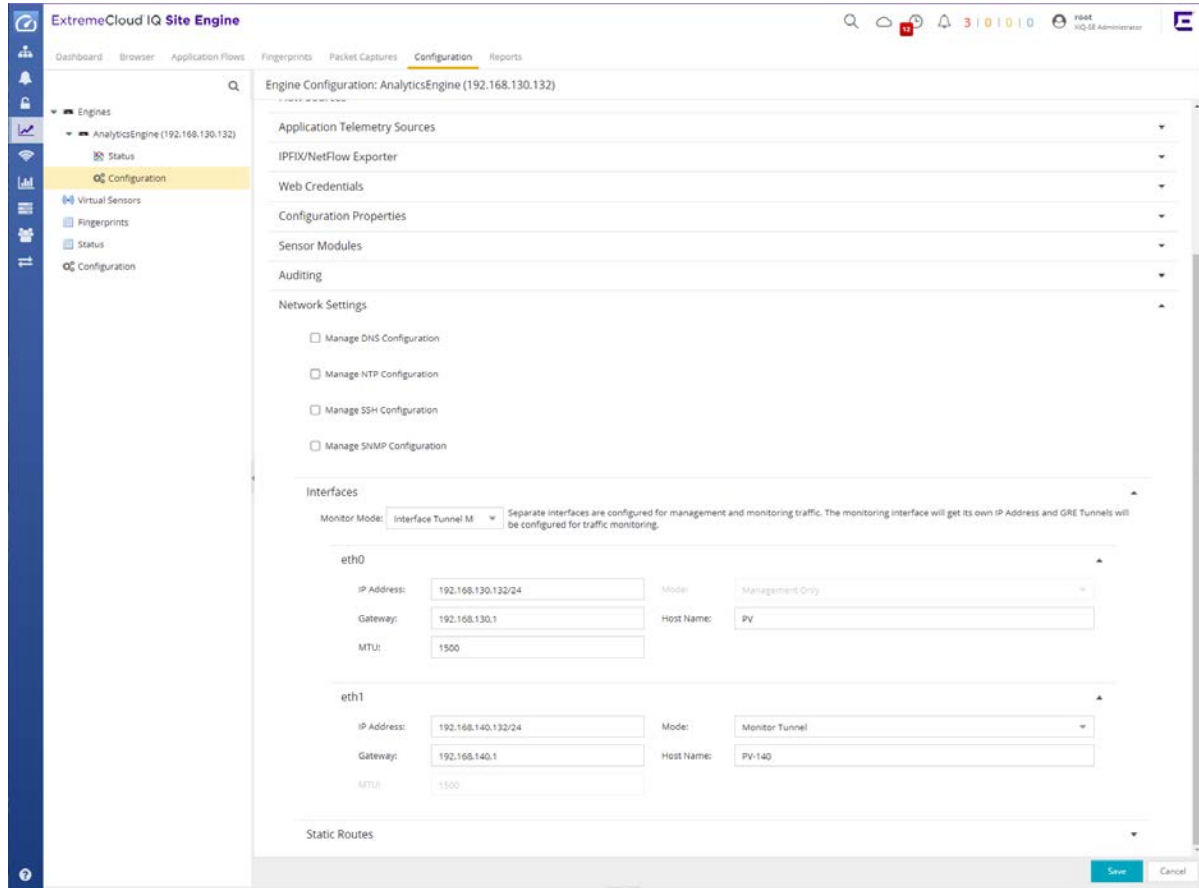 ExtremeCloud IQ Site Engine
12
3 | 0 | 0 | 0
root
XIQ-SE Administrator
Dashboard Browser Application Flows Fingerprints Packet Captures Configuration Reports
Engine Configuration: AnalyticsEngine (192.168.130.132)
Engines
AnalyticsEngine (192.168.130.132)
Status
Configuration
Virtual Sensors
Fingerprints
Status
Configuration
Application Telemetry Sources
IPFIX/NetFlow Exporter
Web Credentials
Configuration Properties
Sensor Modules
Auditing
Network Settings
Manage DNS Configuration
Manage NTP Configuration
Manage SSH Configuration
Manage SNMP Configuration
Interfaces
Monitor Mode: Interface Tunnel M Separate interfaces are configured for management and monitoring traffic. The monitoring interface will get its own IP Address and GRE Tunnels will
be configured for traffic monitoring.
eth0
IP Address: 192.168.130.132/24 Mode: Management Only
Gateway: 192.168.130.1 Host Name: PV
MTU: 1500
eth1
IP Address: 192.168.140.132/24 Mode: Monitor Tunnel
Gateway: 192.168.140.1 Host Name: PV-140
MTU: 1500
Static Routes
Save Cancel